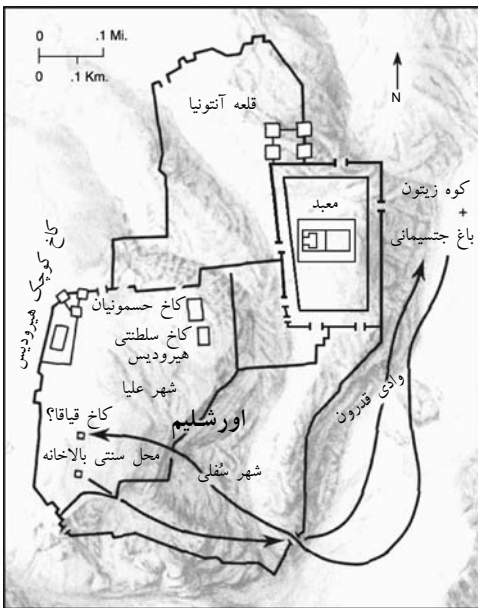 0 .1 Mi.
0 .1 Km.
N
قلعه آنتونیا
کوه زیتون
+
باغ جتسیمانی
معبد
کاخ کوچک هیرودیس
کاخ حسمونیان
کاخ سلطنتی
هیرودیس
شهر علیا
وادی قدرون
کاخ قیافا؟
اورشلیم
محل سنتی بالاخانه
شهر سُفلی